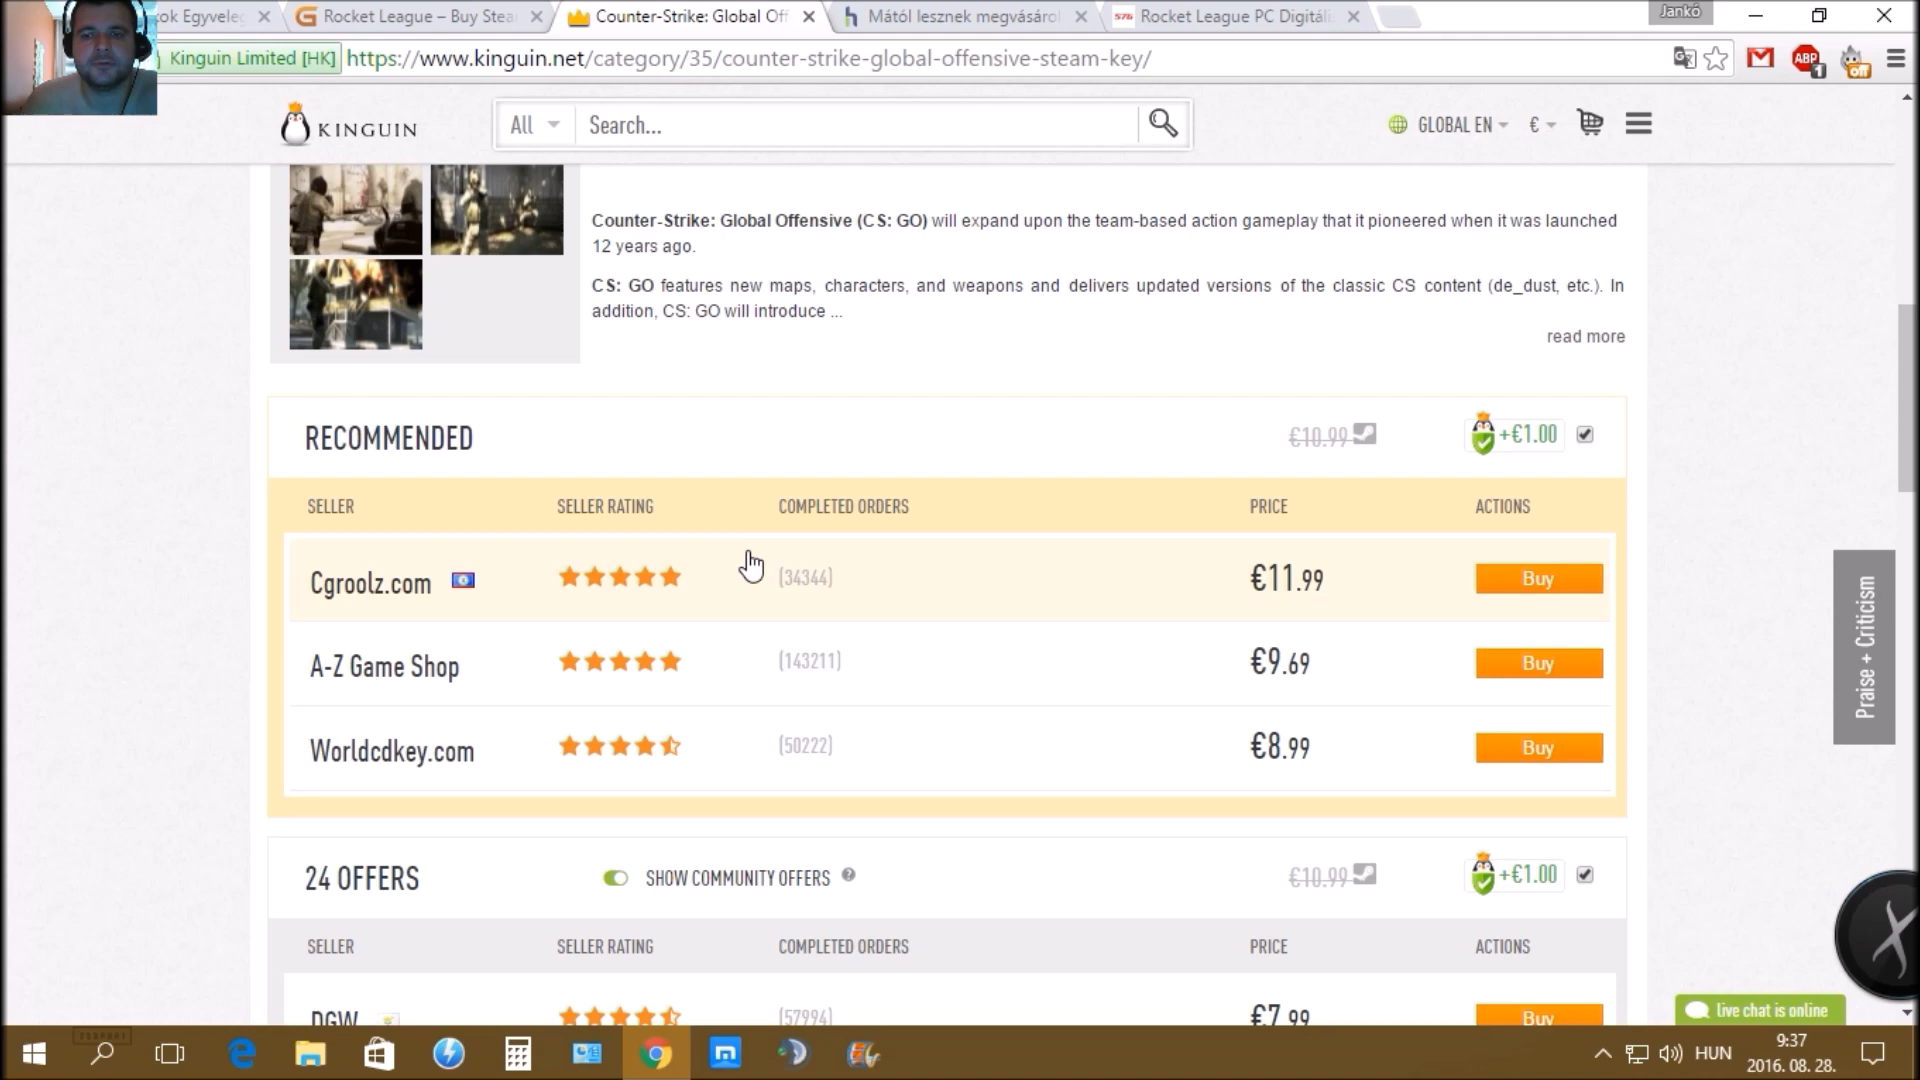 ok Egyveleg
Rocket League – Buy Stea
Counter-Strike: Global Off
Mától lesznek megvásárol
576 Rocket League PC Digitáli
Jankó
Kinguin Limited [HK] https://www.kinguin.net/category/35/counter-strike-global-offensive-steam-key/
ABP 1
off
KINGUIN
All
Search...
GLOBAL EN
€
Counter-Strike: Global Offensive (CS: GO) will expand upon the team-based action gameplay that it pioneered when it was launched
12 years ago.
CS: GO features new maps, characters, and weapons and delivers updated versions of the classic CS content (de_dust, etc.). In
addition, CS: GO will introduce ...
read more
RECOMMENDED €10.99 +€1.00
SELLER SELLER RATING COMPLETED ORDERS PRICE ACTIONS
Cgroolz.com (34344) €11.99 Buy
A-Z Game Shop (143211) €9.69 Buy
Worldcdkey.com (50222) €8.99 Buy
Praise + Criticism
24 OFFERS SHOW COMMUNITY OFFERS ? €10.99 +€1.00
SELLER SELLER RATING COMPLETED ORDERS PRICE ACTIONS
DGW (57994) €7.99 Buy
live chat is online
HUN
9:37
2016. 08. 28.